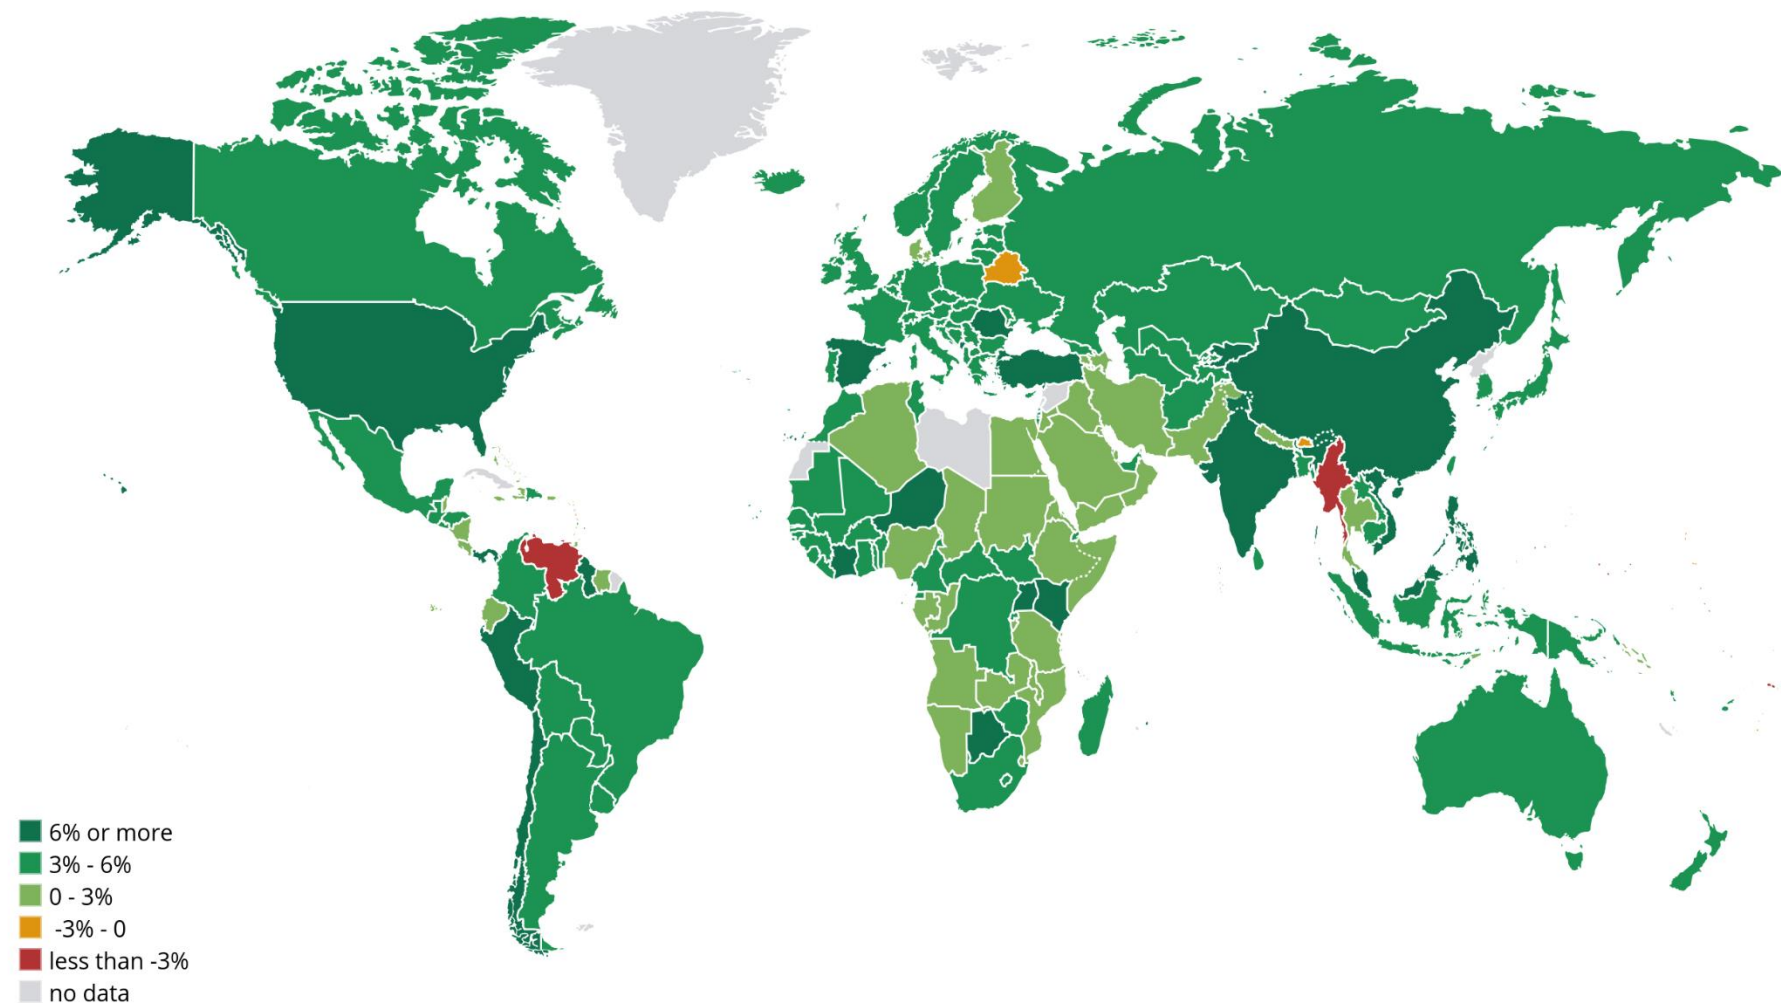 6% or more
3% - 6%
0 - 3%
-3% - 0
less than -3%
no data